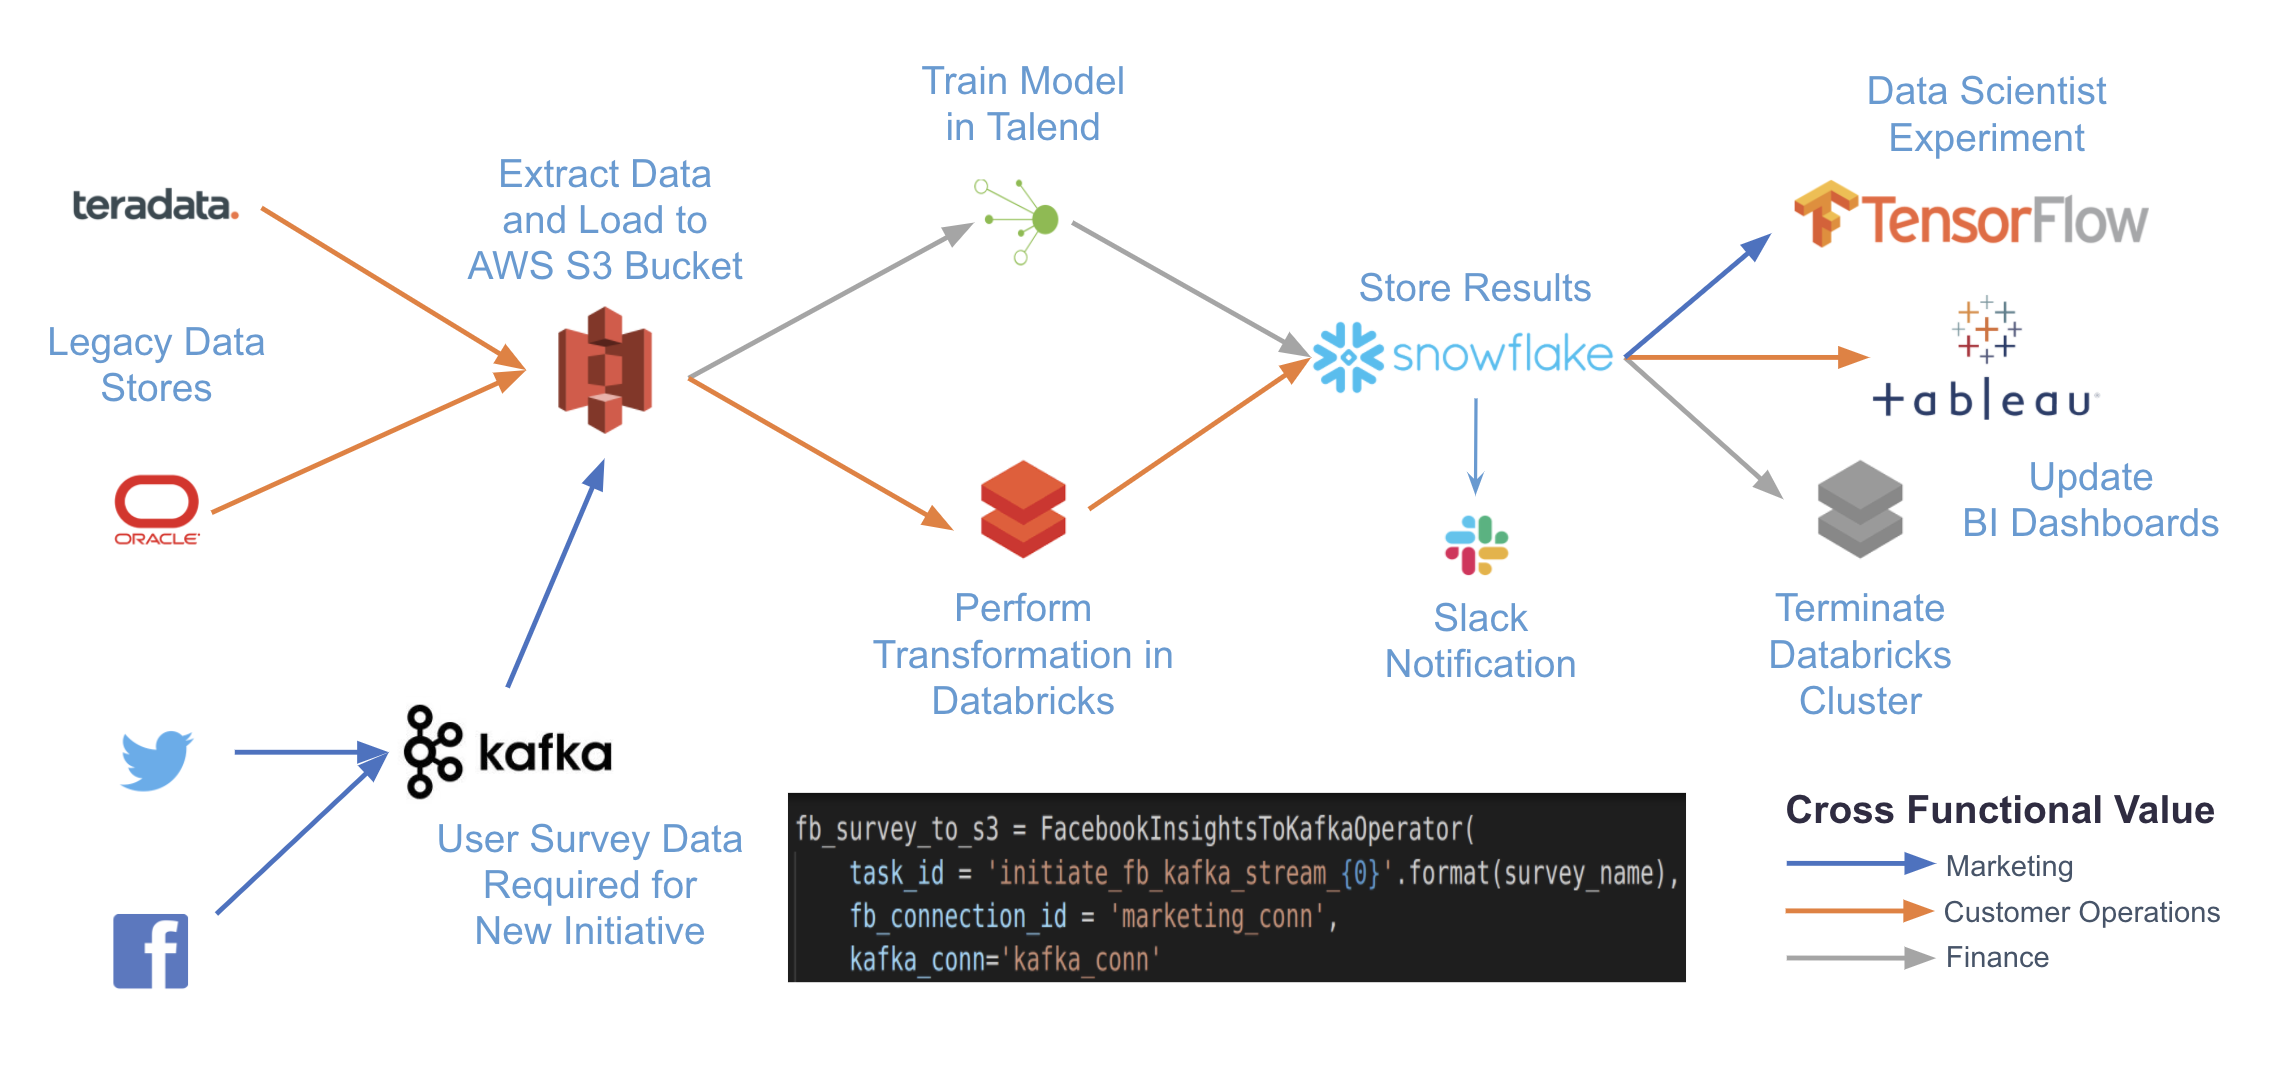 teradata.
Legacy Data
Stores
ORACLE
Extract Data
and Load to
AWS S3 Bucket
kafka
User Survey Data
Required for
New Initiative
Train Model
in Talend
Perform
Transformation in
Databricks
Store Results
snowflake
Slack
Notification
Data Scientist
Experiment
TensorFlow
+ableau
Update
BI Dashboards
Terminate
Databricks
Cluster
fb_survey_to_s3 = FacebookInsightsToKafkaOperator(
task_id = 'initiate_fb_kafka_stream_{0}'.format(survey_name),
fb_connection_id = 'marketing_conn',
kafka_conn='kafka_conn'
Cross Functional Value
Marketing
Customer Operations
Finance